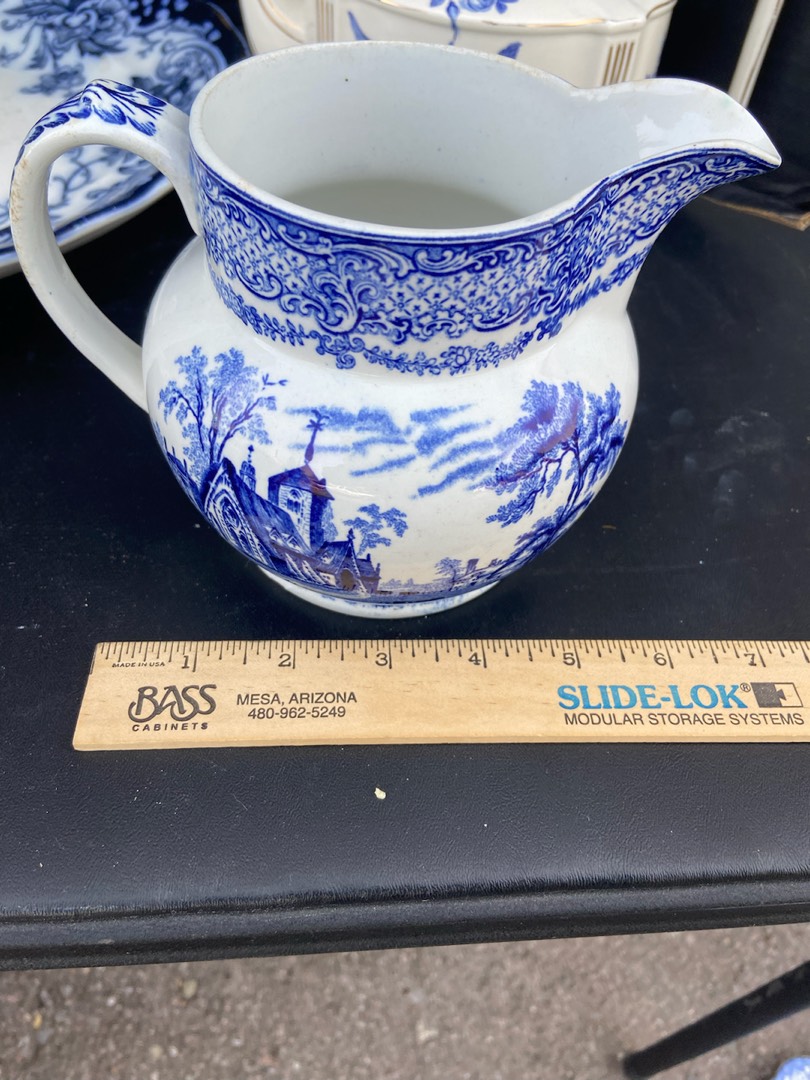 MADE IN USA
1 2 3 4 5 6 7
BASS
CABINETS
MESA, ARIZONA
480-962-5249
SLIDE-LOK®
MODULAR STORAGE SYSTEMS